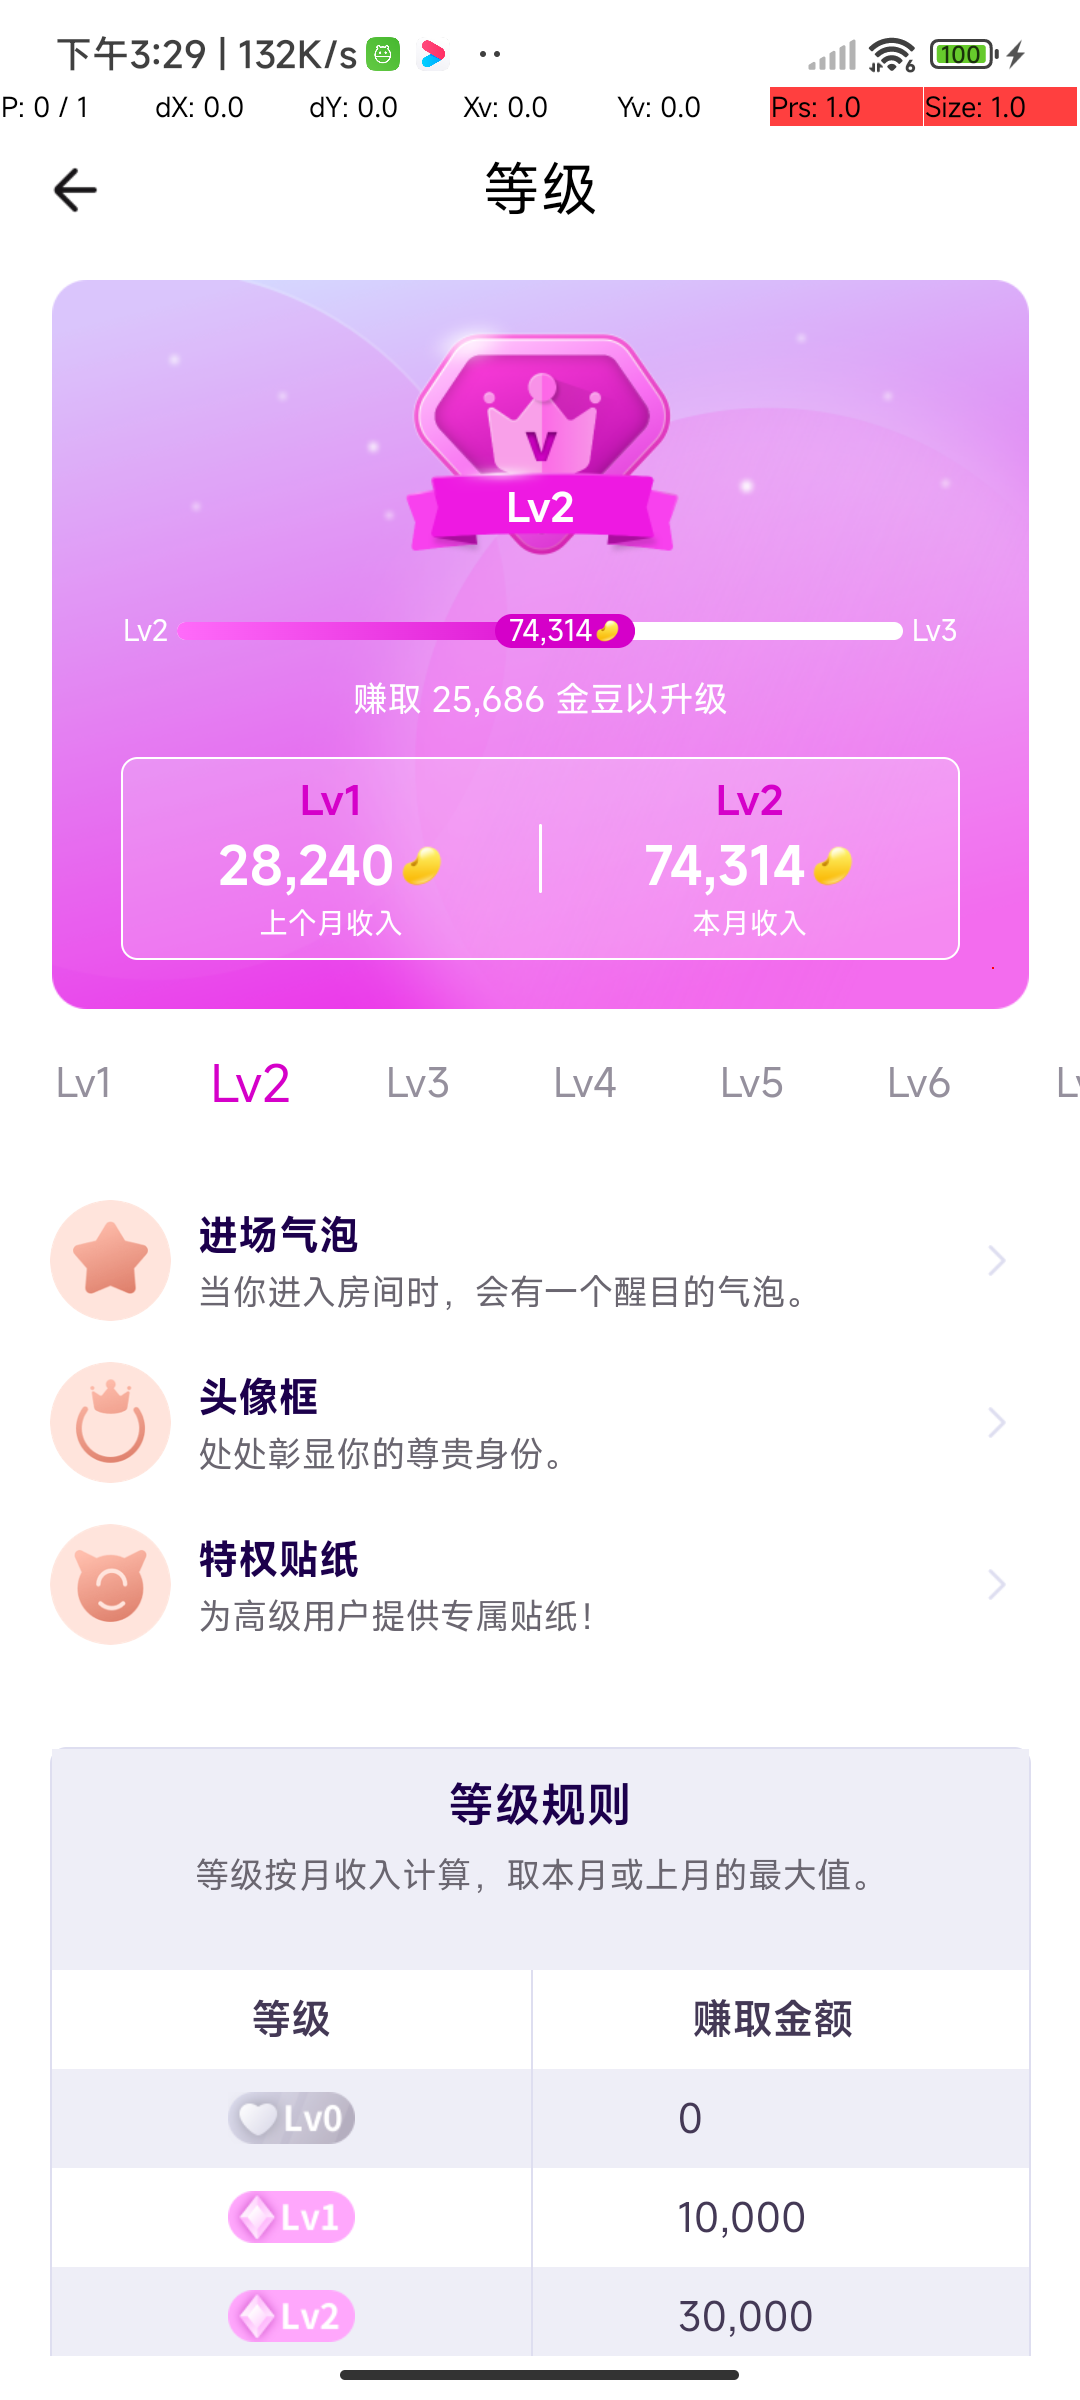 下午3:29 | 132K/s
100
P: 0 / 1 dX: 0.0 dY: 0.0 Xv: 0.0 Yv: 0.0 Prs: 1.0 Size: 1.0
等级
V
Lv2
Lv2 74,314 Lv3
赚取 25,686 金豆以升级
Lv1 Lv2
28,240 74,314
上个月收入 本月收入
Lv1 Lv2 Lv3 Lv4 Lv5 Lv6
进场气泡
当你进入房间时，会有一个醒目的气泡。
头像框
处处彰显你的尊贵身份。
特权贴纸
为高级用户提供专属贴纸！
等级规则
等级按月收入计算，取本月或上月的最大值。
等级 赚取金额
Lv0 0
Lv1 10,000
Lv2 30,000